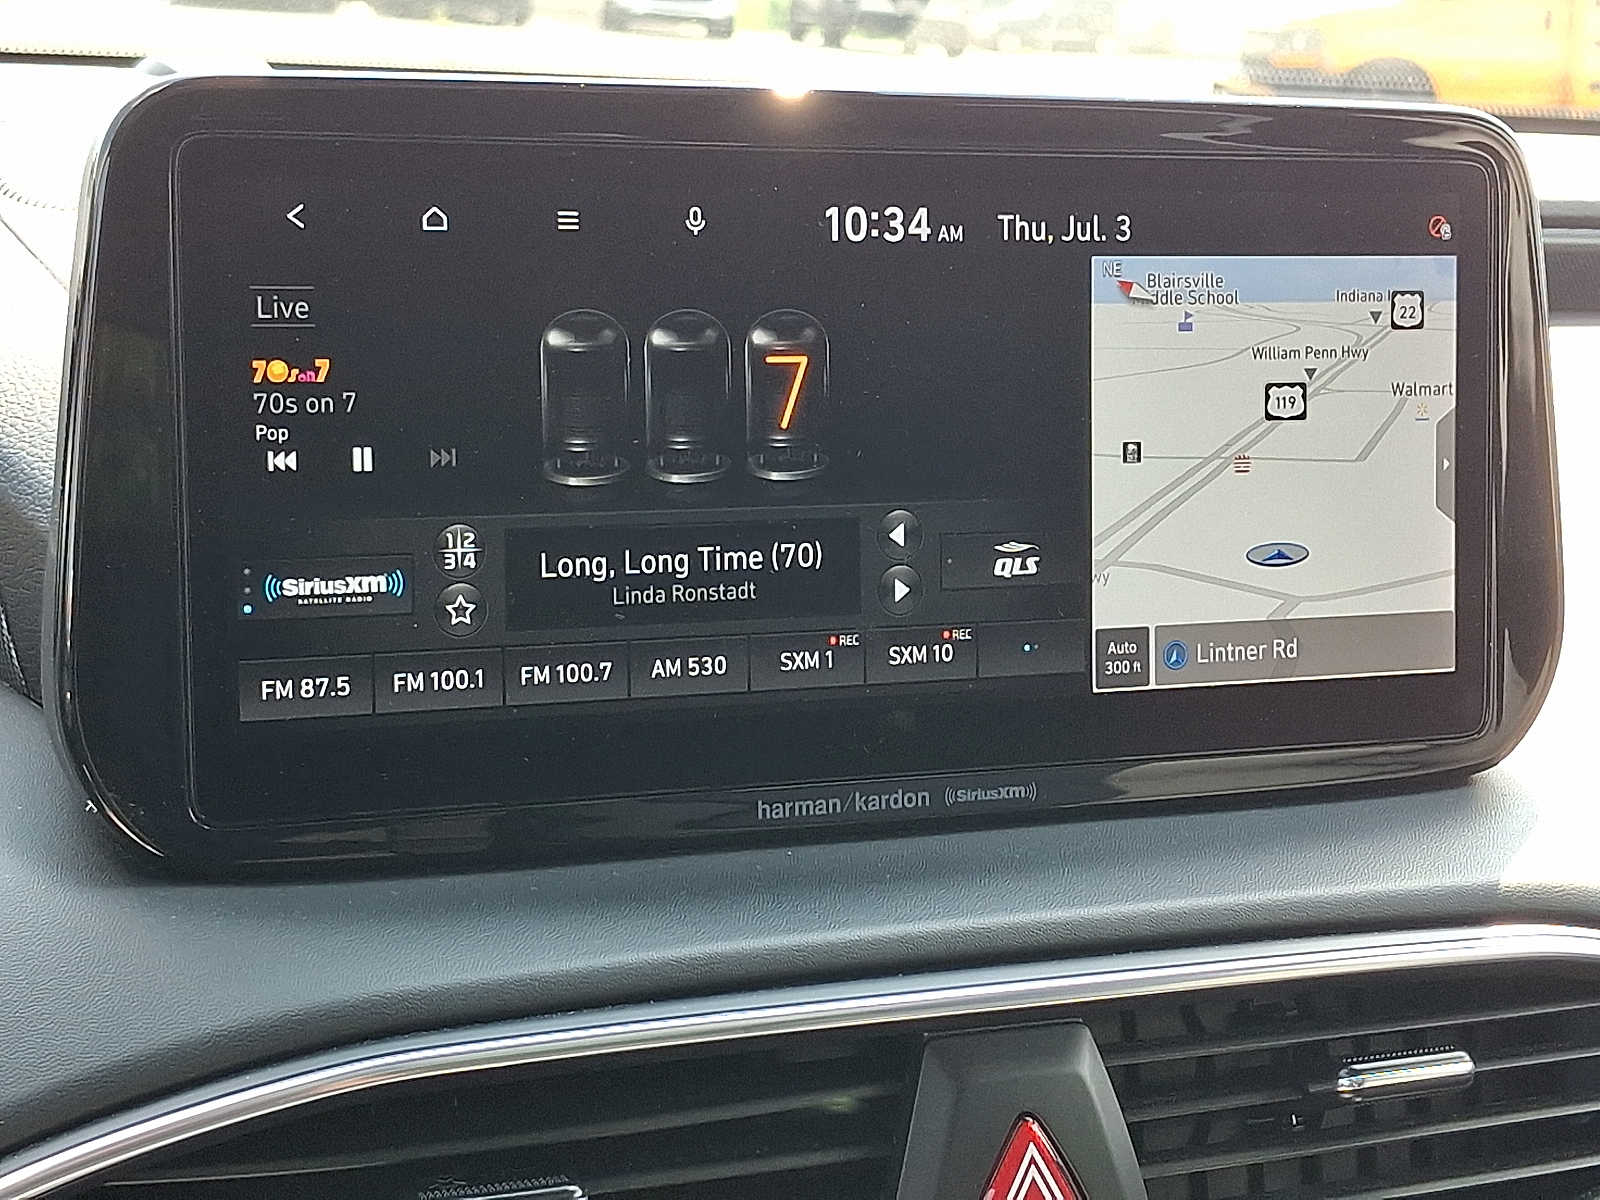 10:34 AM Thu, Jul. 3
Live
70s on 7
70s on 7
Pop
7
1 2
3 4
SiriusXM
SATELLITE RADIO
Long, Long Time (70)
Linda Ronstadt
QLS
FM 87.5
FM 100.1
FM 100.7
AM 530
SXM 1
REC
SXM 10
REC
NE
Blairsville
ddle School
Indiana
22
William Penn Hwy
119
Walmart
wy
Auto
300 ft
Lintner Rd
harman/kardon
SiriusXM